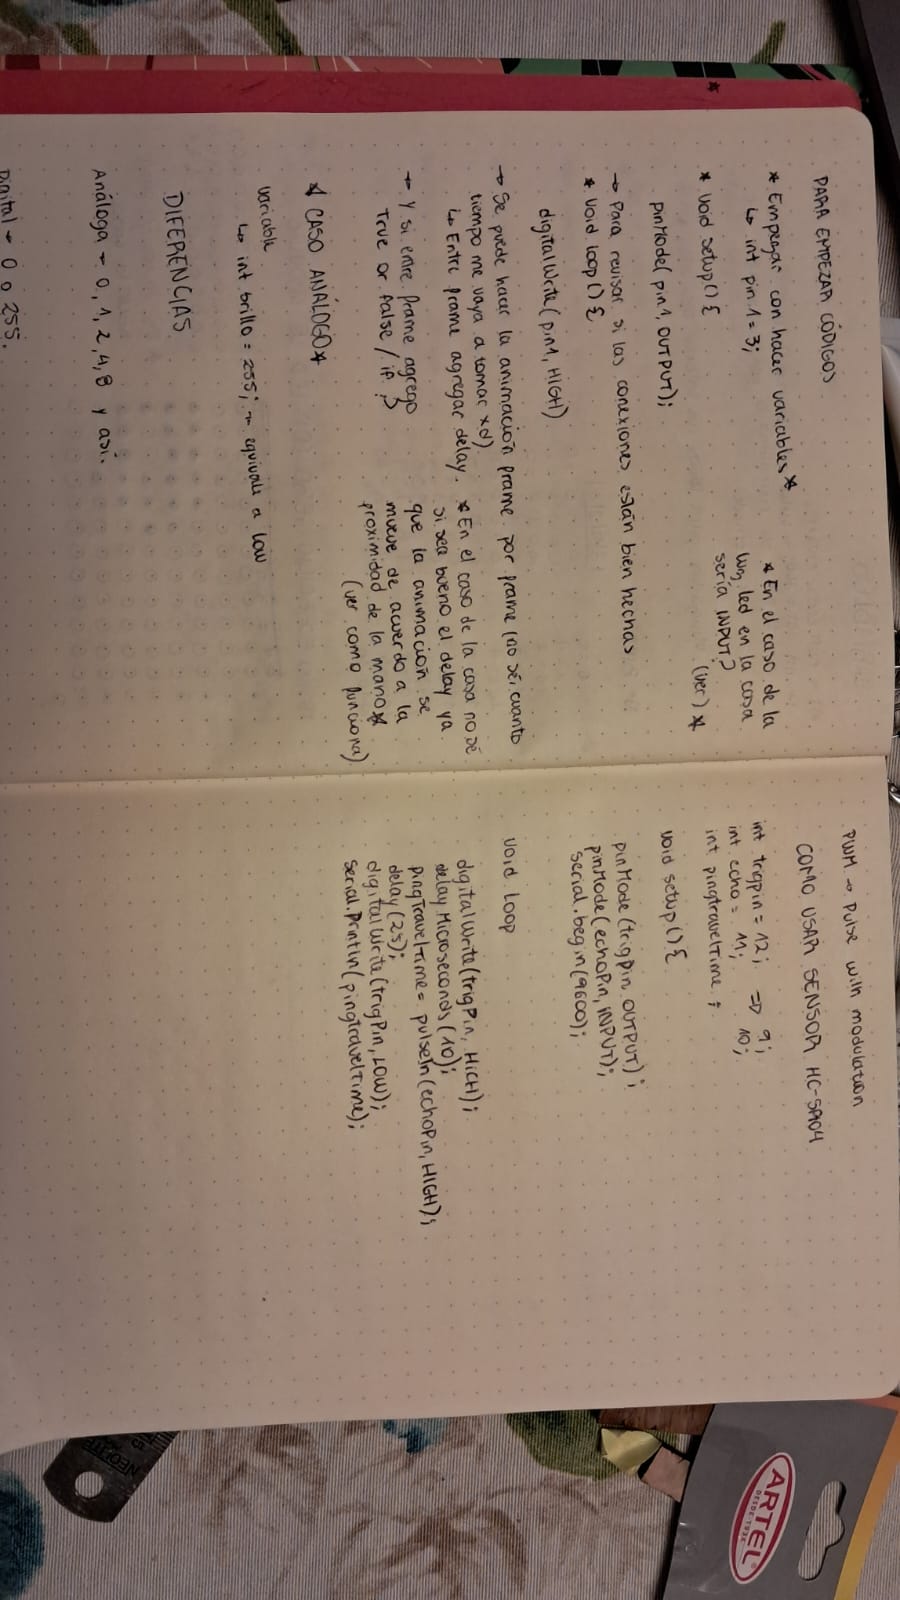 PARA EMPEZAR CÓDIGOS
* Empezar con hacer variables *
↳ int pin1 = 3;
* void setup() {
pinMode(pin1, OUTPUT);
* En el caso de la
led en la casa
sería INPUT?
(ver) *
→ Para revisar si las conexiones están bien hechas
* void loop() {
digitalWrite(pin1, HIGH)
→ Se puede hacer la animación frame por frame (no sé cuanto
tiempo me vaya a tomar xd)
↳ Entre frame agregar delay.
→ Y si entre frame agrego
True or False / if ?
* En el caso de la casa no sé
si sea bueno el delay ya
que la animación se
mueve de acuerdo a la
proximidad de la mano *
(ver como funciona)
* CASO ANÁLOGO *
variable
↳ int brillo = 255; → equivale a low
DIFERENCIAS
Análoga → 0, 1, 2, 4, 8 y así.
Digital → 0 o 255.
PWM → Pulse with modulation
COMO USAR SENSOR HC-SR04
int trigpin = 12; => 9;
int echo = 11; 10;
int pingtravelTime;
void setup() {
pinMode(trigPin, OUTPUT);
pinMode(echoPin, INPUT);
Serial.begin(9600);
void loop
digitalWrite(trigPin, HIGH);
delayMicroseconds(10);
pingTravelTime = pulseIn(echoPin, HIGH);
delay(25);
digitalWrite(trigPin, LOW);
Serial.Println(pingtravelTime);
ARTEL
DESDE 1932